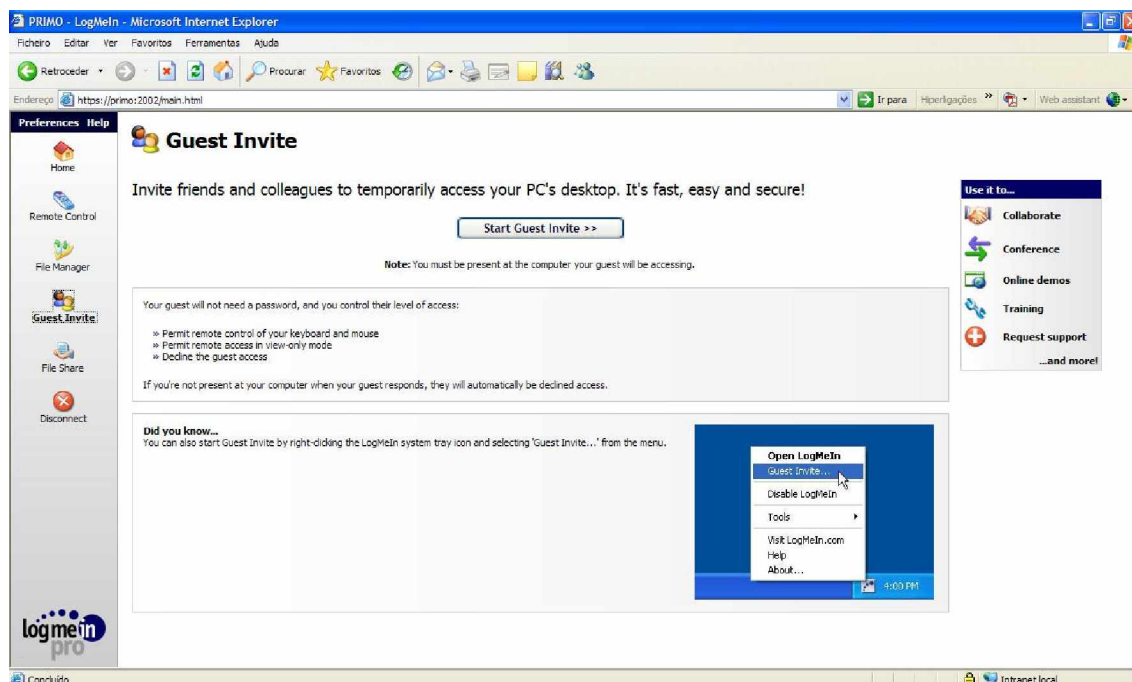 PRIMO - LogMeIn - Microsoft Internet Explorer
Ficheiro Editar Ver Favoritos Ferramentas Ajuda
Retroceder Procurar Favoritos
Endereço https://primo:2002/main.html Ir para Hiperligações » Web assistant
Preferences Help
Home
Remote Control
File Manager
Guest Invite
File Share
Disconnect
logmein
pro
Guest Invite
Invite friends and colleagues to temporarily access your PC's desktop. It's fast, easy and secure!
Start Guest Invite >>
Note: You must be present at the computer your guest will be accessing.
Your guest will not need a password, and you control their level of access:
» Permit remote control of your keyboard and mouse
» Permit remote access in view-only mode
» Decline the guest access
If you're not present at your computer when your guest responds, they will automatically be declined access.
Did you know...
You can also start Guest Invite by right-clicking the LogMeIn system tray icon and selecting 'Guest Invite...' from the menu.
Open LogMeIn
Guest Invite...
Disable LogMeIn
Tools
Visit LogMeIn.com
Help
About...
4:00 PM
Use it to...
Collaborate
Conference
Online demos
Training
Request support
...and more!
Concluído Intranet local